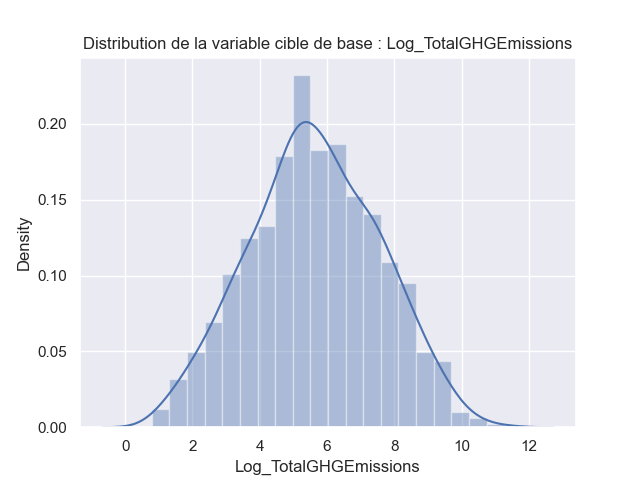 Distribution de la variable cible de base : Log_TotalGHGEmissions
0.20
0.15
0.10
0.05
0.00
Density
0 2 4 6 8 10 12
Log_TotalGHGEmissions